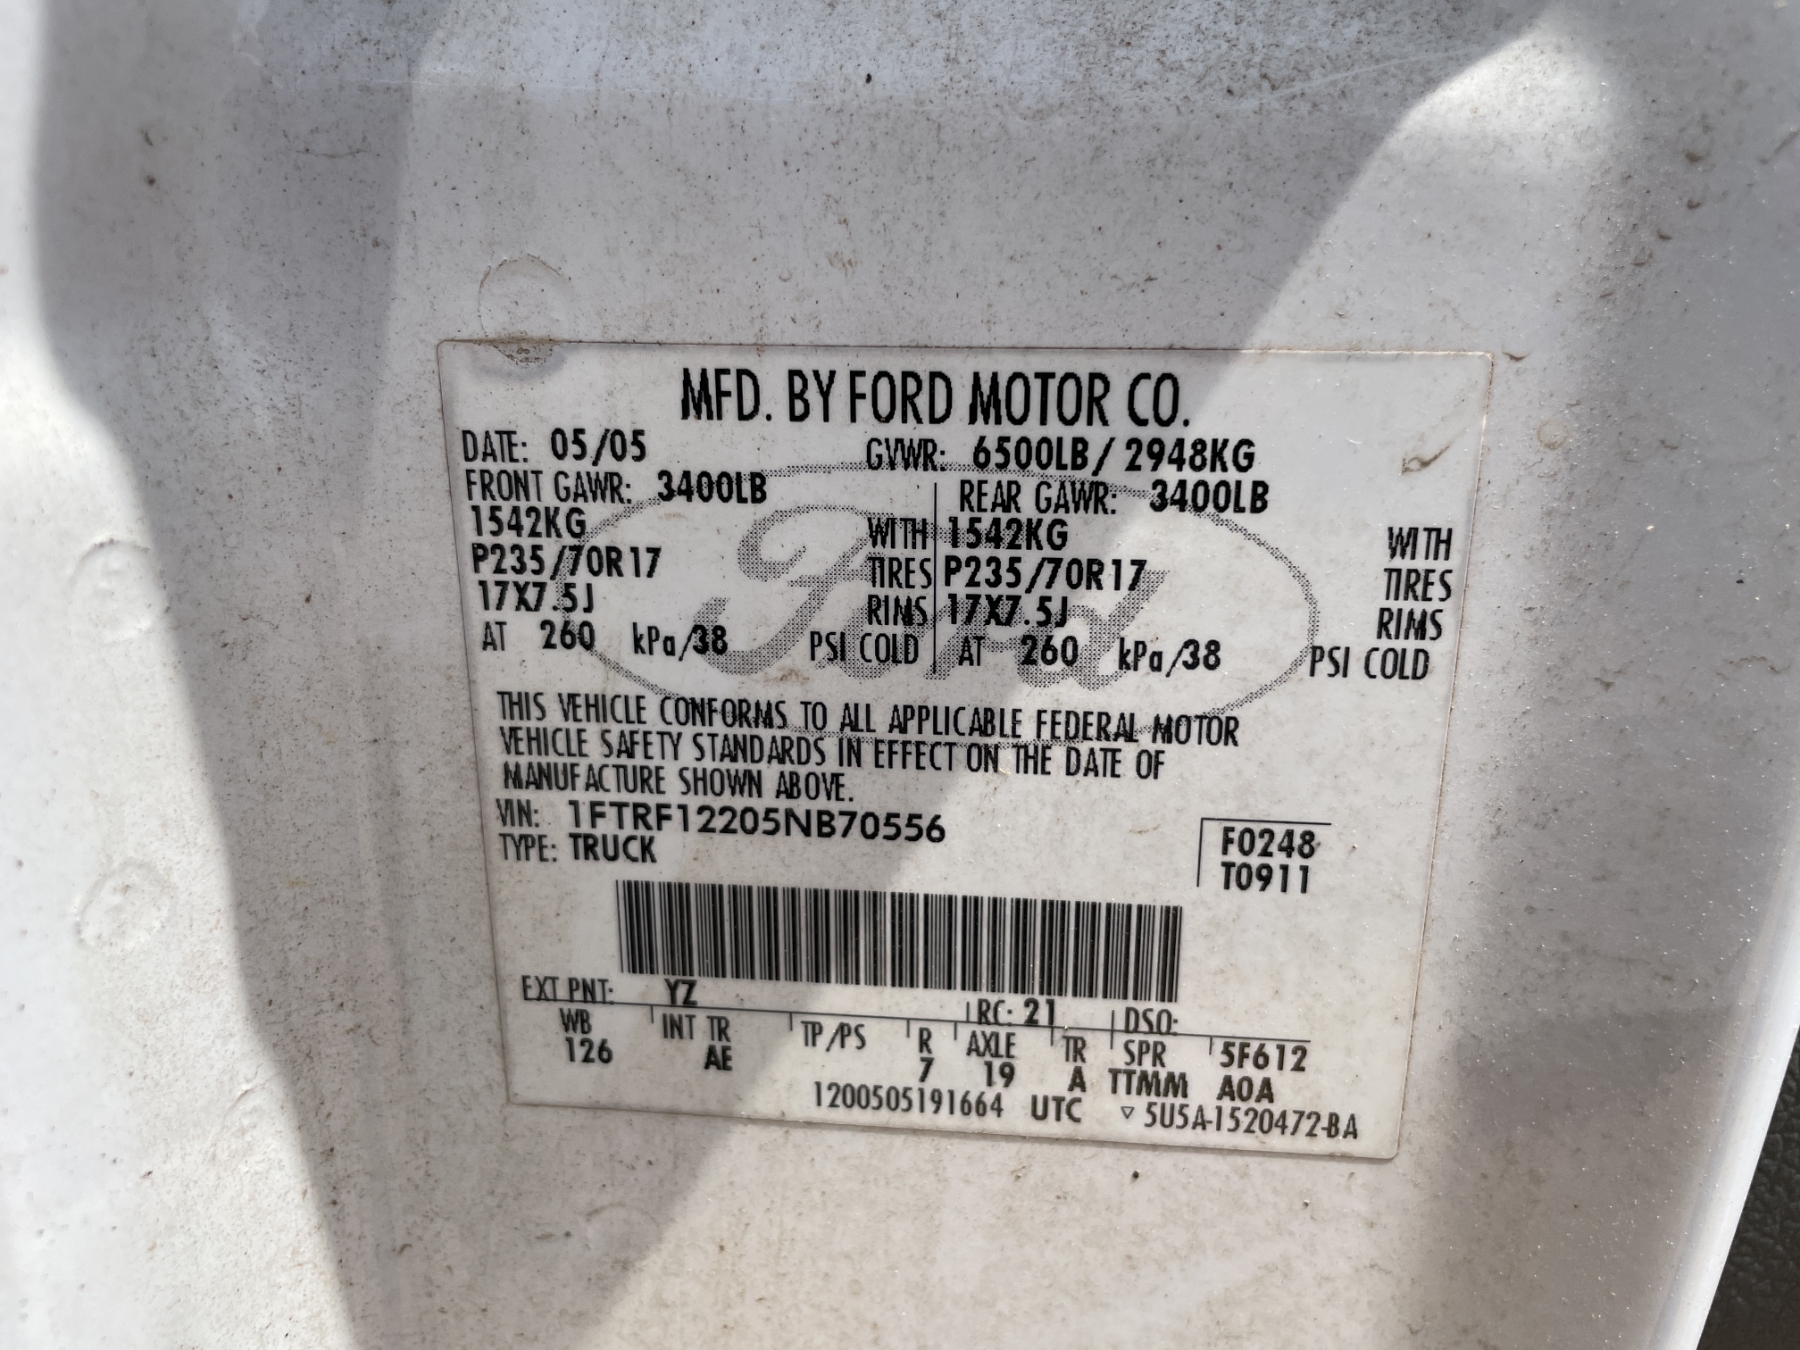 MFD. BY FORD MOTOR CO.
DATE: 05/05 GVWR: 6500LB / 2948KG
FRONT GAWR: 3400LB REAR GAWR: 3400LB
1542KG WITH 1542KG WITH
P235/70R17 TIRES P235/70R17 TIRES
17X7.5J RIMS 17X7.5J RIMS
AT 260 kPa/38 PSI COLD AT 260 kPa/38 PSI COLD
Ford
THIS VEHICLE CONFORMS TO ALL APPLICABLE FEDERAL MOTOR
VEHICLE SAFETY STANDARDS IN EFFECT ON THE DATE OF
MANUFACTURE SHOWN ABOVE.
VIN: 1FTRF12205NB70556
TYPE: TRUCK
F0248
T0911
EXT PNT: YZ RC: 21 DSO:
WB INT TR TP/PS R AXLE TR SPR 5F612
126 AE 7 19 A TTMM A0A
1200505191664 UTC ▽ 5U5A-1520472-BA